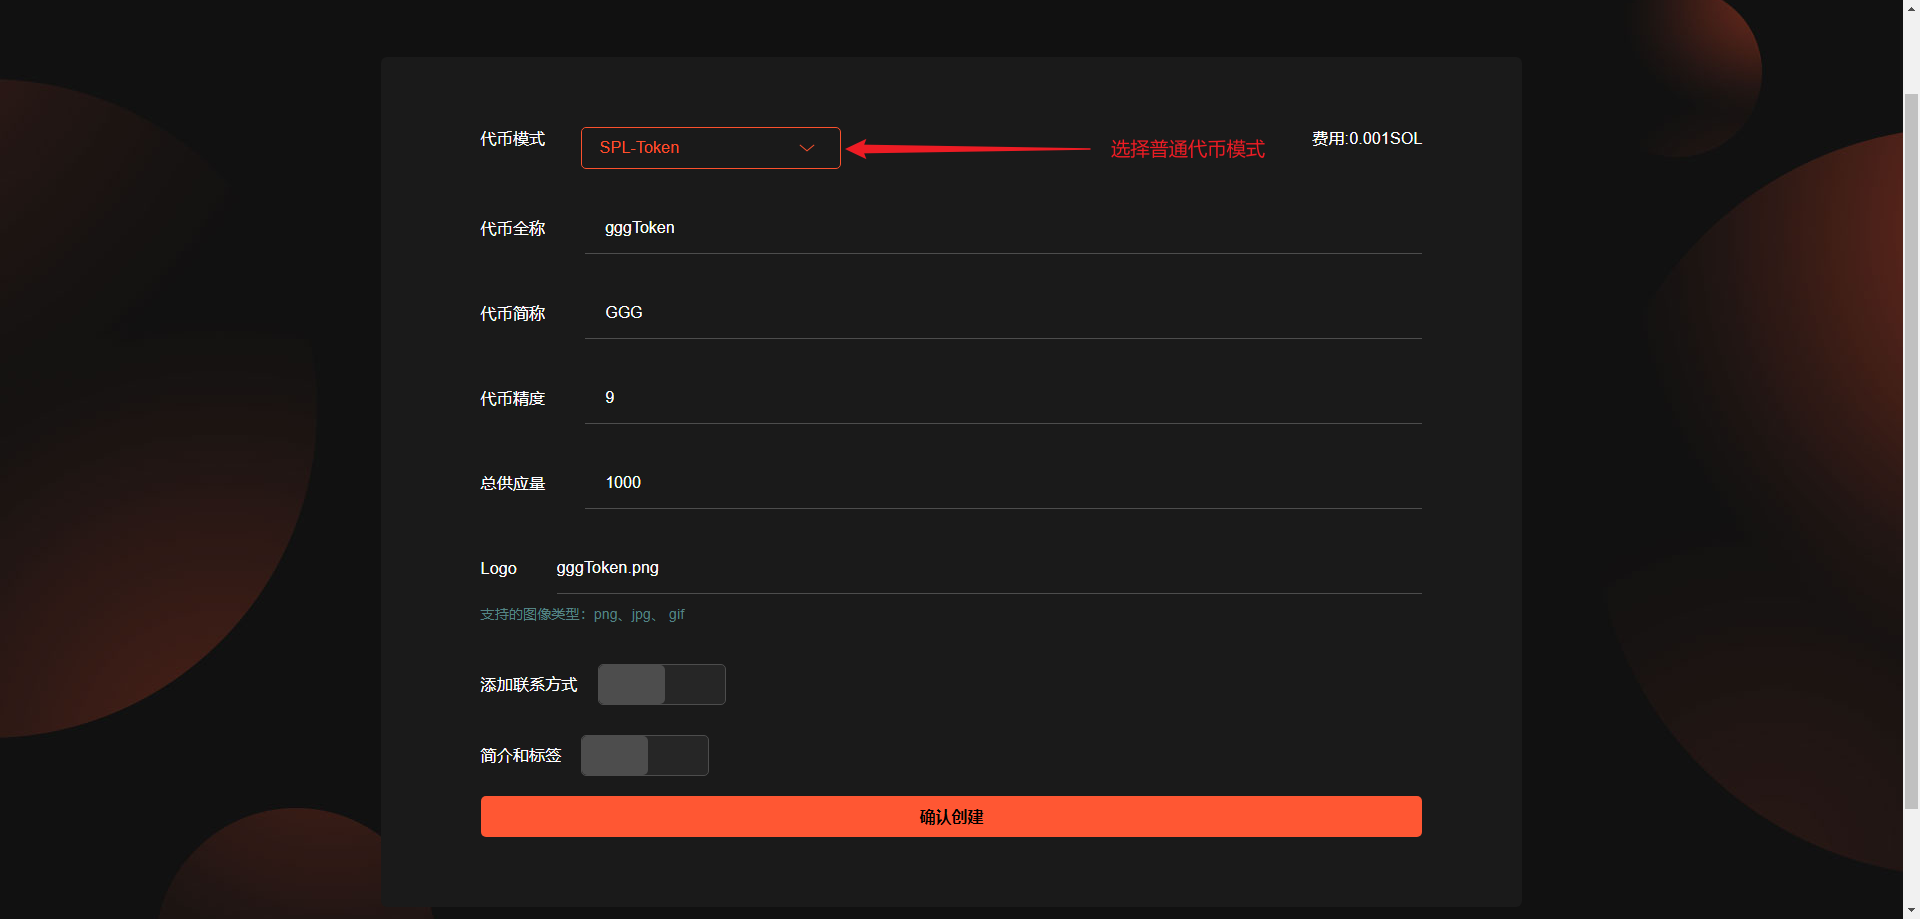 代币模式
SPL-Token
选择普通代币模式
费用:0.001SOL
代币全称
gggToken
代币简称
GGG
代币精度
9
总供应量
1000
Logo
gggToken.png
支持的图像类型：png、jpg、 gif
添加联系方式
简介和标签
确认创建